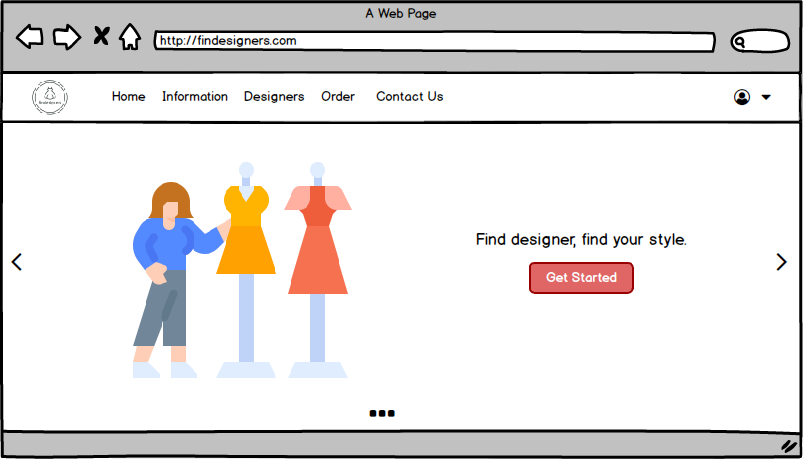 A Web Page
http://findesigners.com
Home Information Designers Order Contact Us
Find designer, find your style.
Get Started